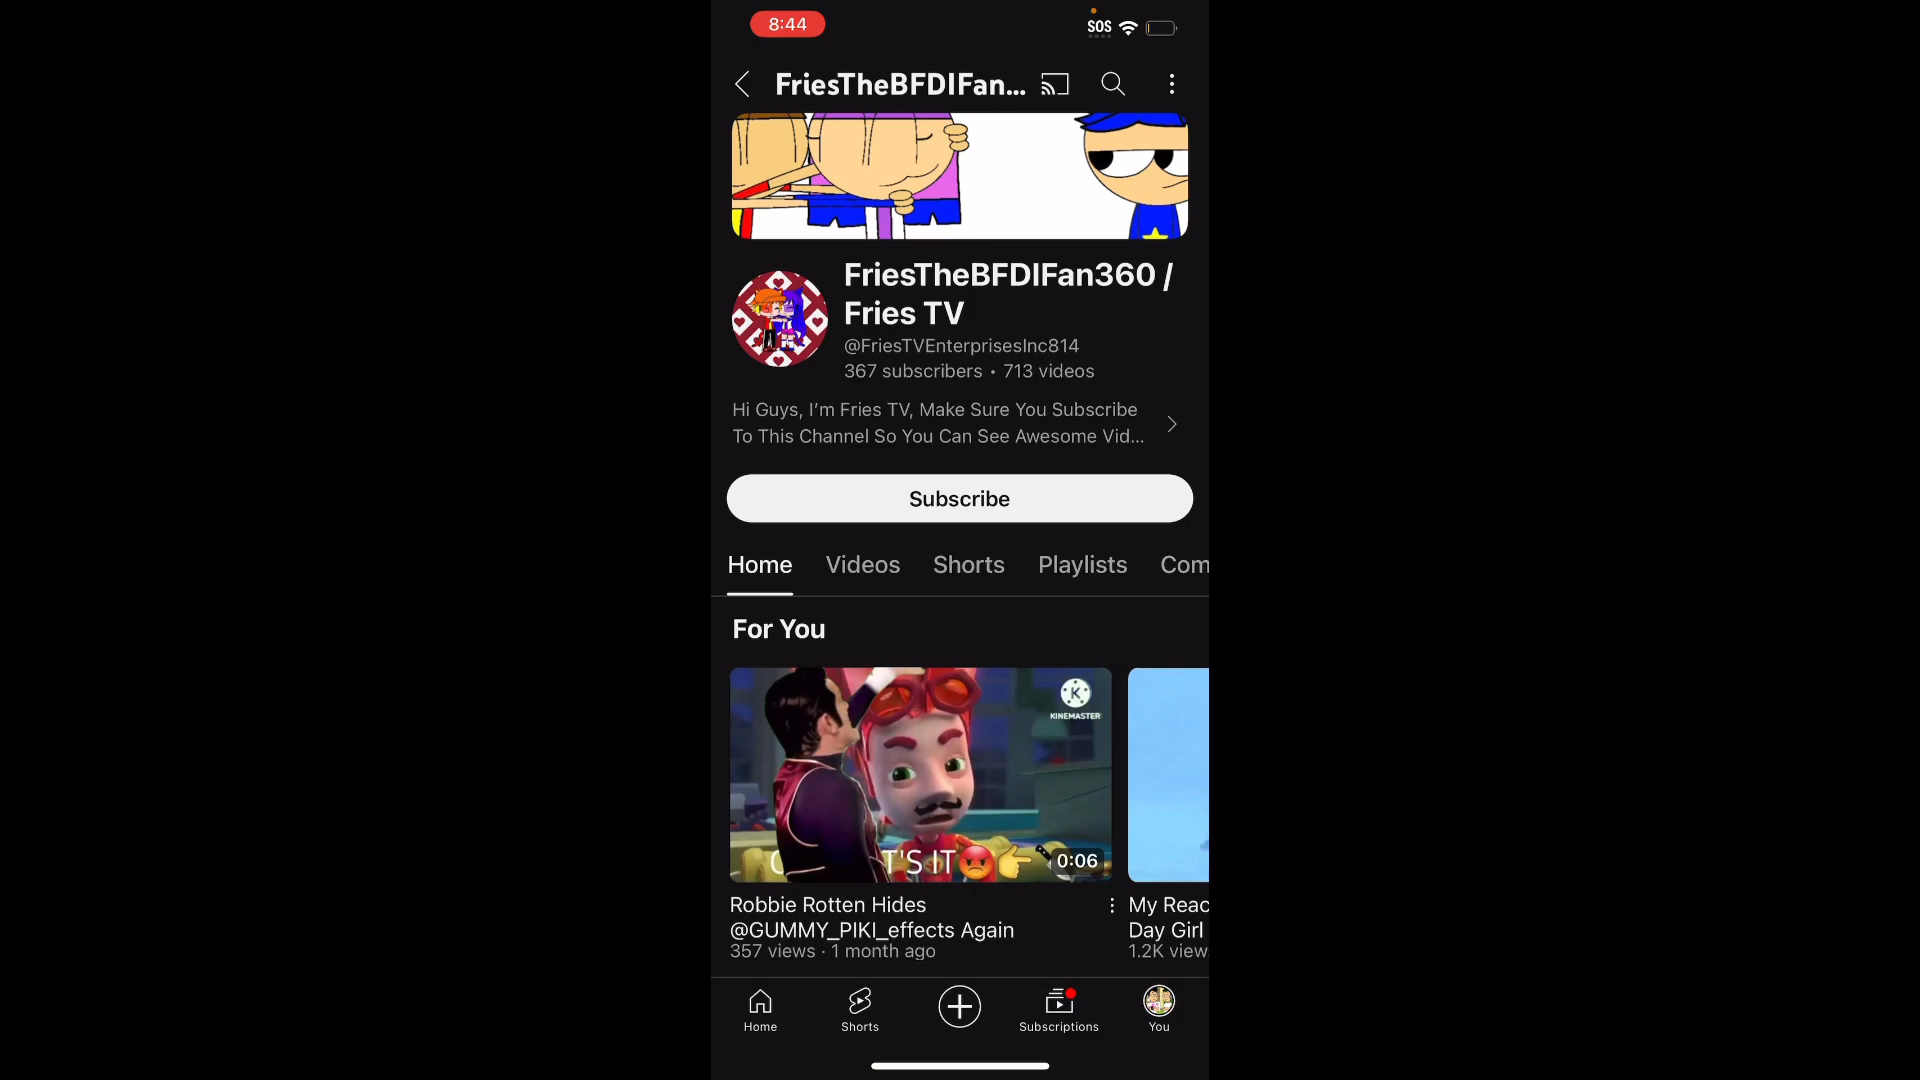 8:44
SOS
FriesTheBFDIFan...
FriesTheBFDIFan360 /
Fries TV
@FriesTVEnterprisesInc814
367 subscribers • 713 videos
Hi Guys, I'm Fries TV, Make Sure You Subscribe
To This Channel So You Can See Awesome Vid...
Subscribe
Home Videos Shorts Playlists Com
For You
K
KINEMASTER
T'S IT😡👉
0:06
Robbie Rotten Hides
@GUMMY_PIKI_effects Again
357 views · 1 month ago
My Reac
Day Girl
1.2K view
Home Shorts Subscriptions You